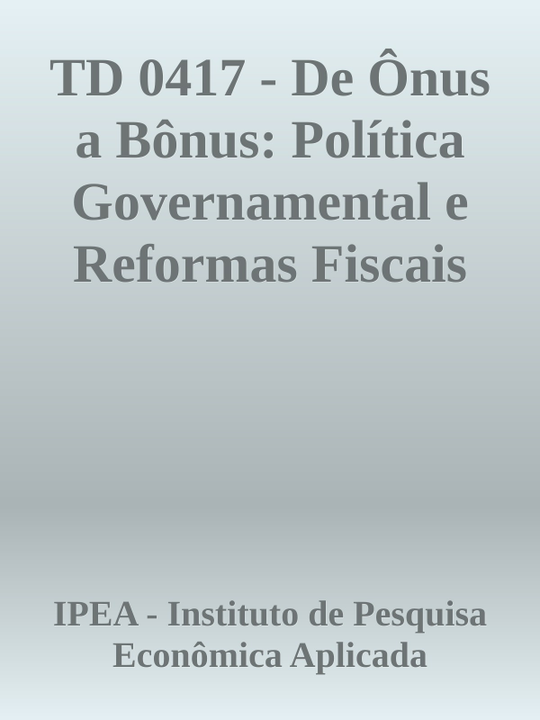 TD 0417 - De Ônus
a Bônus: Política
Governamental e
Reformas Fiscais
IPEA - Instituto de Pesquisa
Econômica Aplicada